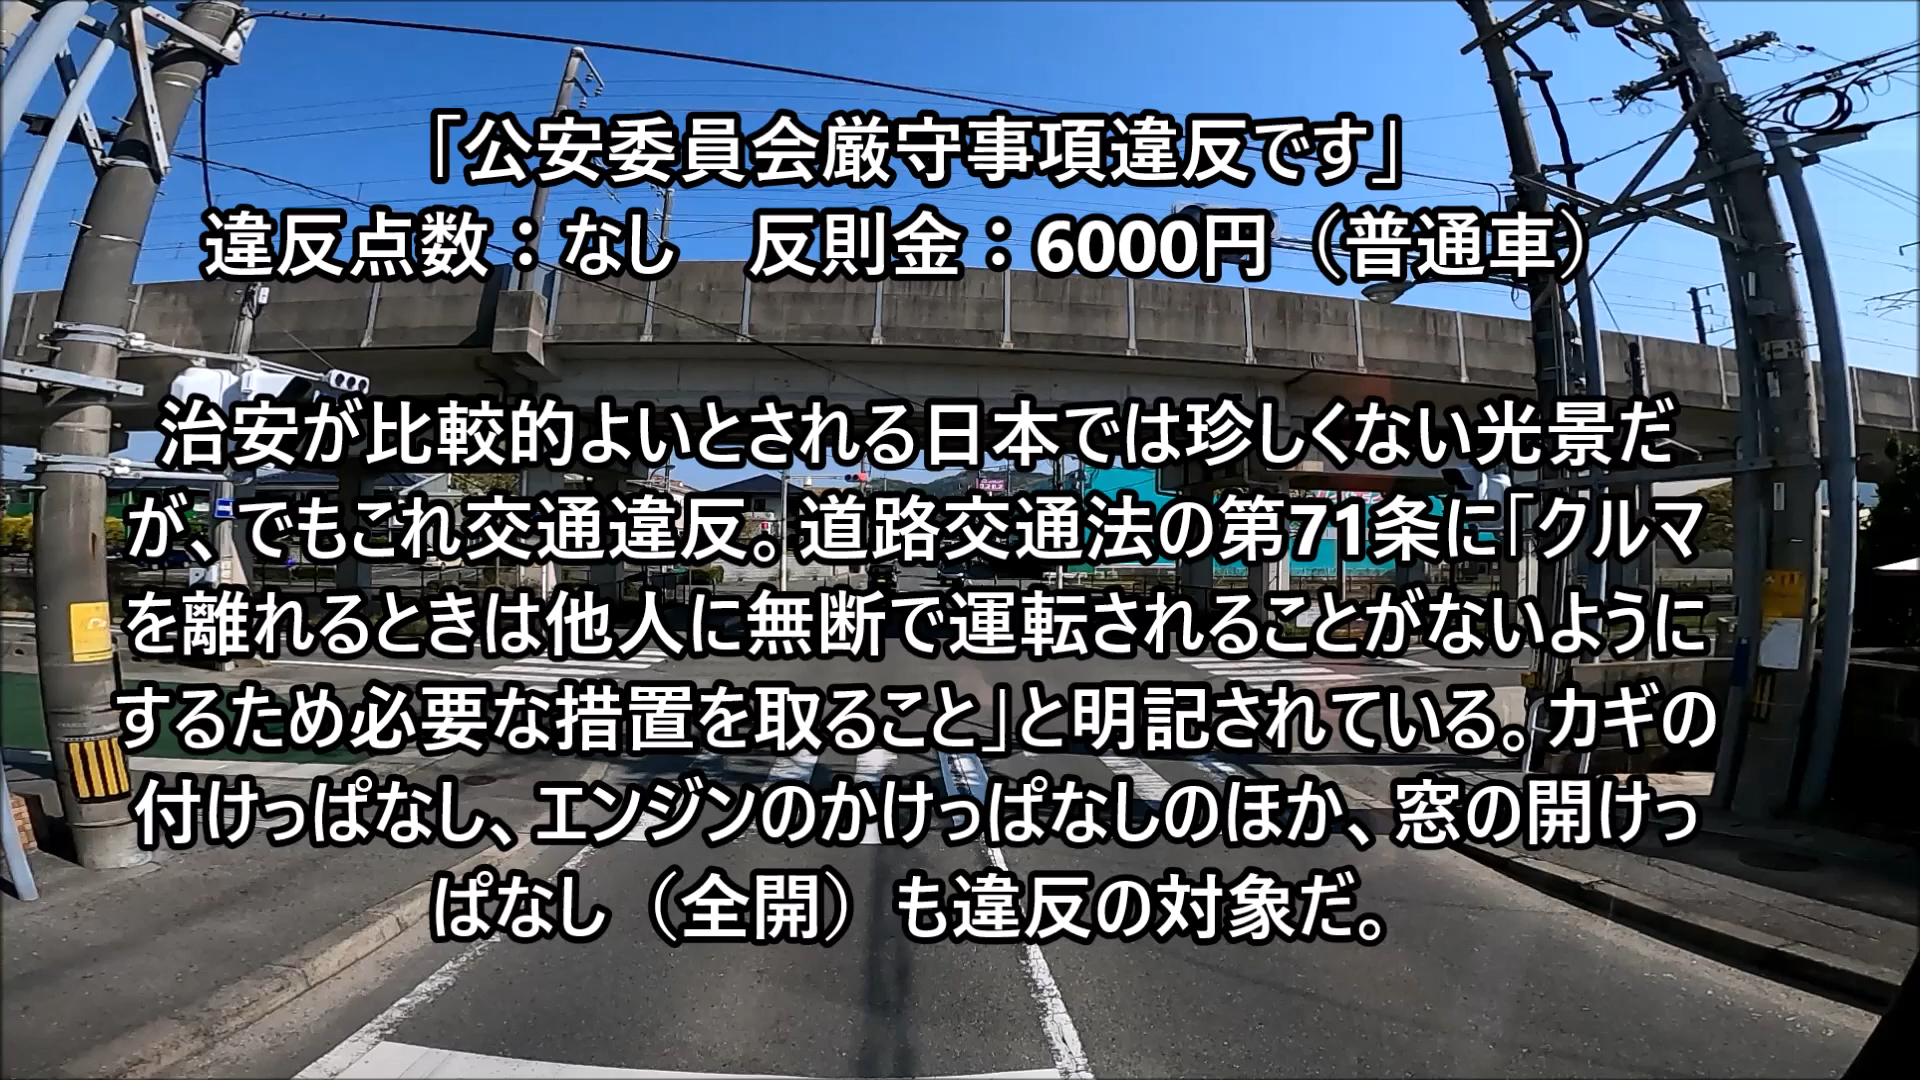 「公安委員会厳守事項違反です」
違反点数：なし　反則金：6000円（普通車）
治安が比較的よいとされる日本では珍しくない光景だ
が、でもこれ交通違反。道路交通法の第71条に「クルマ
を離れるときは他人に無断で運転されることがないように
するため必要な措置を取ること」と明記されている。カギの
付けっぱなし、エンジンのかけっぱなしのほか、窓の開けっ
ぱなし（全開）も違反の対象だ。